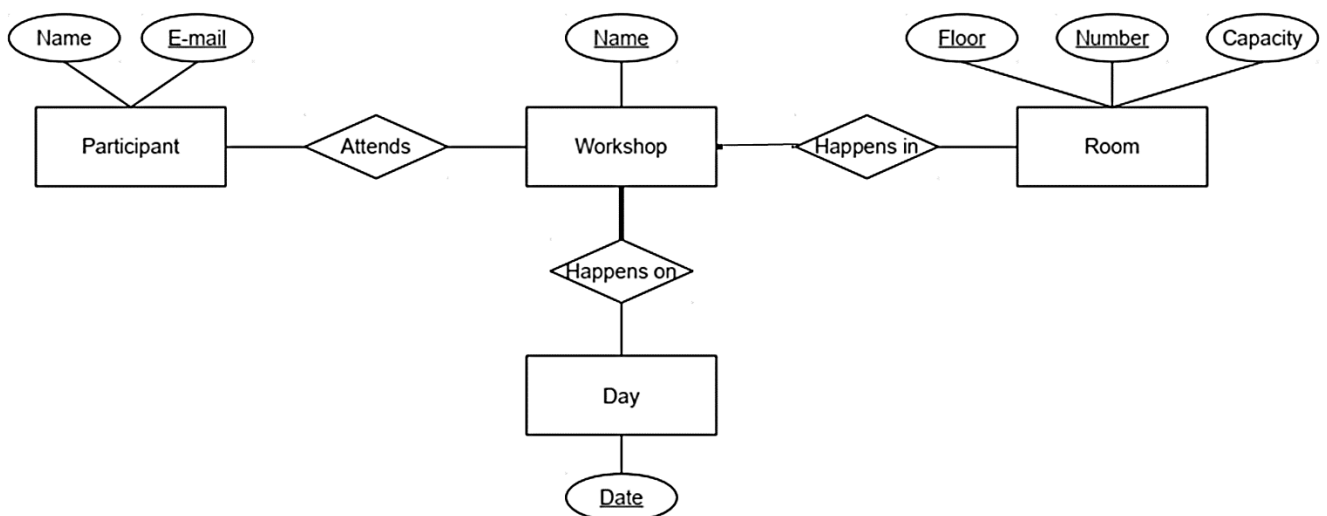 Name
E-mail
Name
Floor
Number
Capacity
Participant
Attends
Workshop
Happens in
Room
Happens on
Day
Date